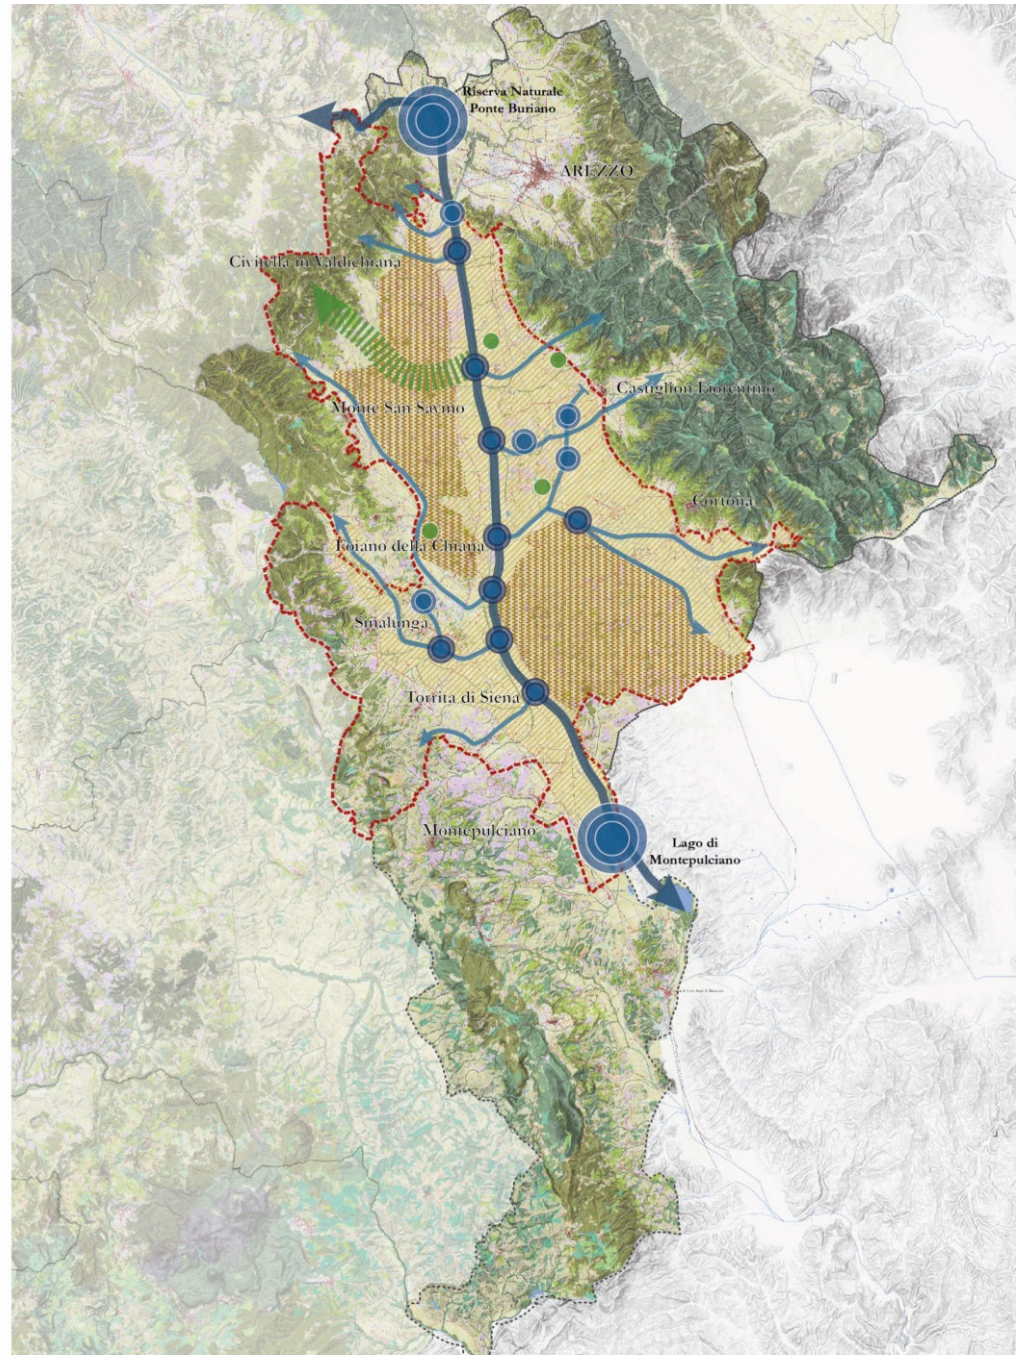 Riserva Naturale
Ponte Buriano
AREZZO
Civitella in Valdichiana
Castiglion Fiorentino
Monte San Savino
Cortona
Foiano della Chiana
Sinalunga
Torrita di Siena
Montepulciano
Lago di
Montepulciano